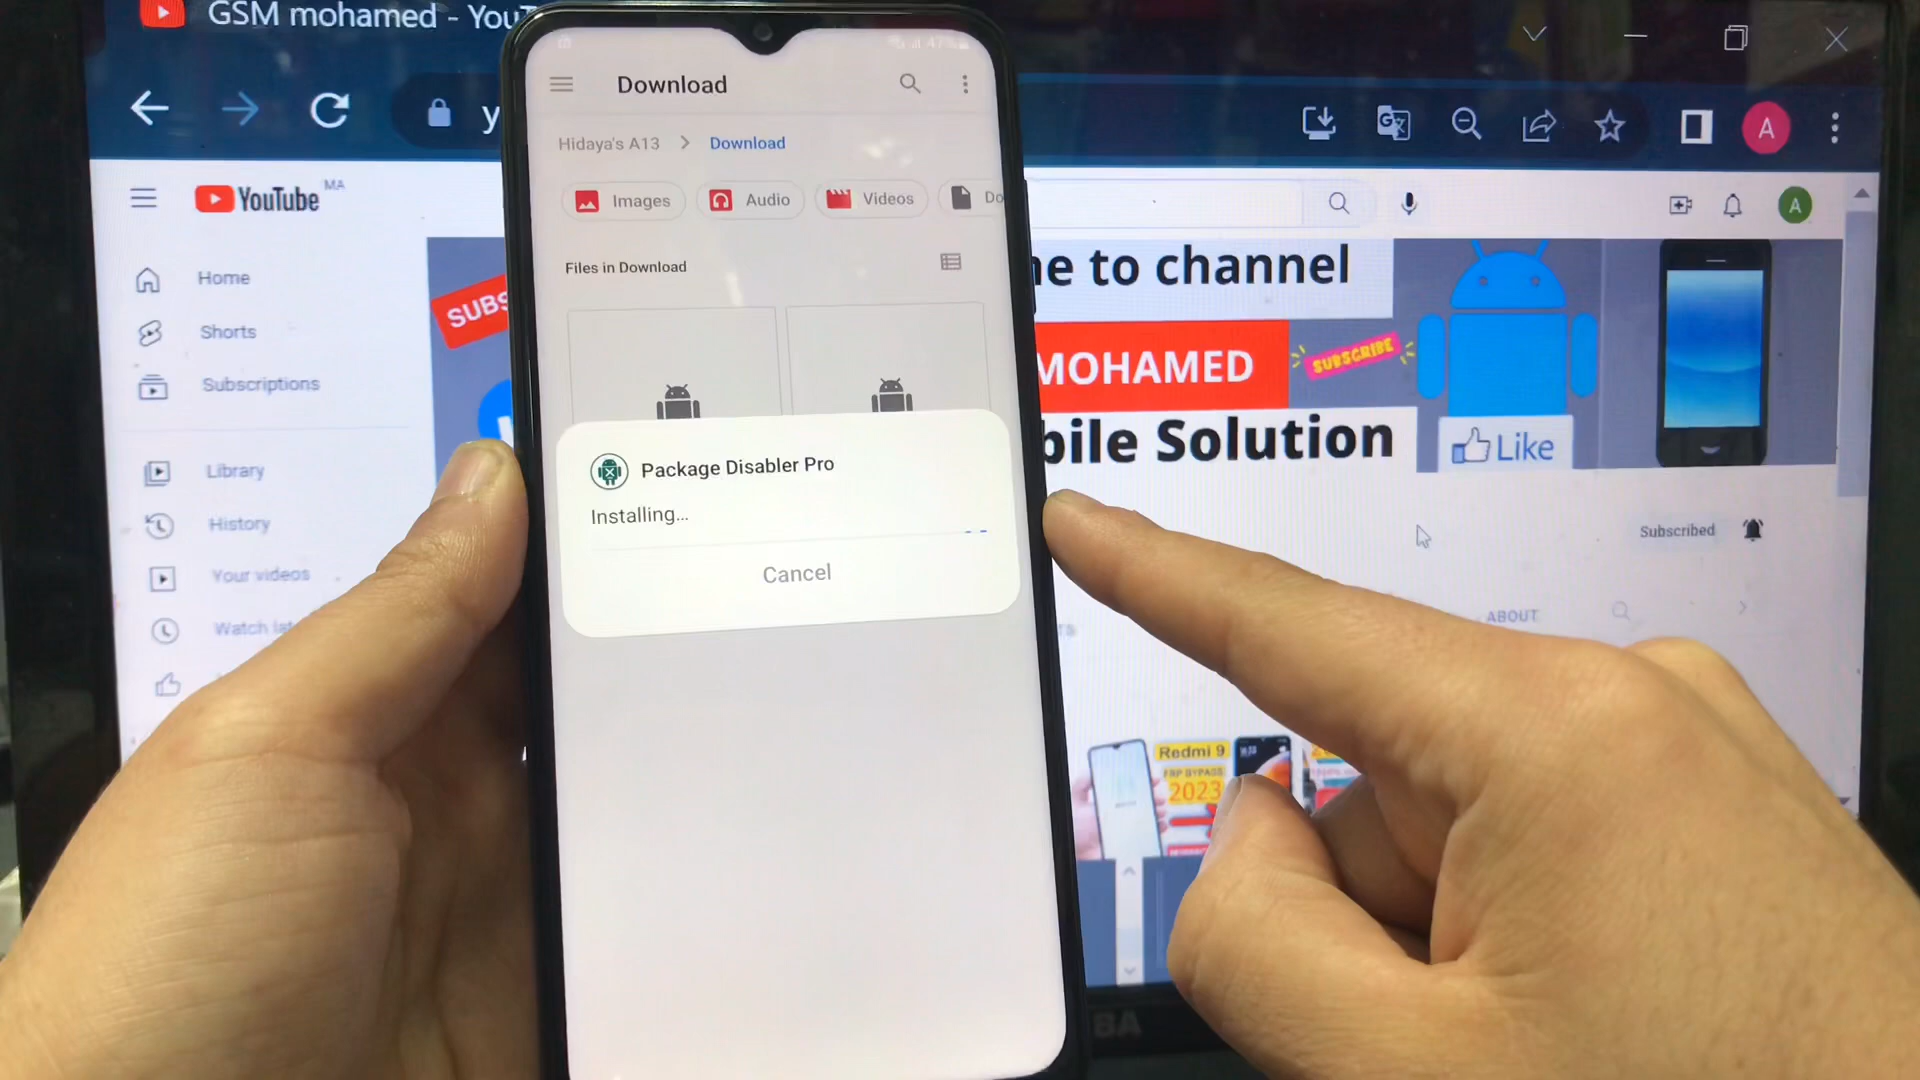 GSM mohamed - YouT
47%
Download
Hidaya's A13 > Download
Images
Audio
Videos
Do
Files in Download
Package Disabler Pro
Installing...
Cancel
y
A
YouTube MA
A
Home
Shorts
Subscriptions
Library
History
Your videos
Watch lat
SUBS
e to channel
MOHAMED
SUBSCRIBE
bile Solution
Like
Subscribed
ABOUT
Redmi 9
FRP BYPASS
2023